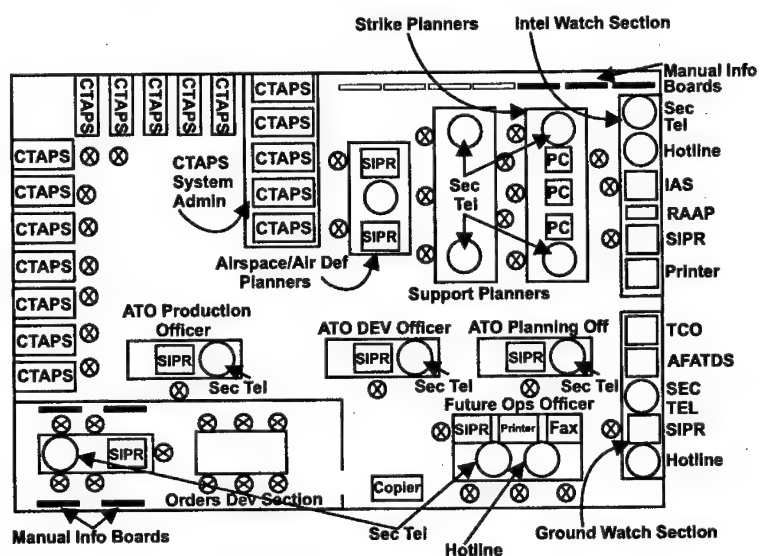 Strike Planners
Intel Watch Section
Manual Info
Boards
CTAPS
CTAPS
CTAPS
CTAPS
CTAPS
CTAPS
CTAPS
CTAPS
CTAPS
CTAPS
CTAPS
System
Admin
CTAPS
CTAPS
CTAPS
CTAPS
CTAPS
CTAPS
CTAPS
SIPR
SIPR
Airspace/Air Def
Planners
Sec
Tel
PC
PC
PC
Support Planners
Sec
Tel
Hotline
IAS
RAAP
SIPR
Printer
ATO Production
Officer
SIPR
Sec Tel
ATO DEV Officer
SIPR
Sec Tel
ATO Planning Off
SIPR
Sec Tel
TCO
AFATDS
SEC
TEL
SIPR
Hotline
Future Ops Officer
SIPR
Printer
Fax
SIPR
Orders Dev Section
Copier
Manual Info Boards
Sec Tel
Hotline
Ground Watch Section